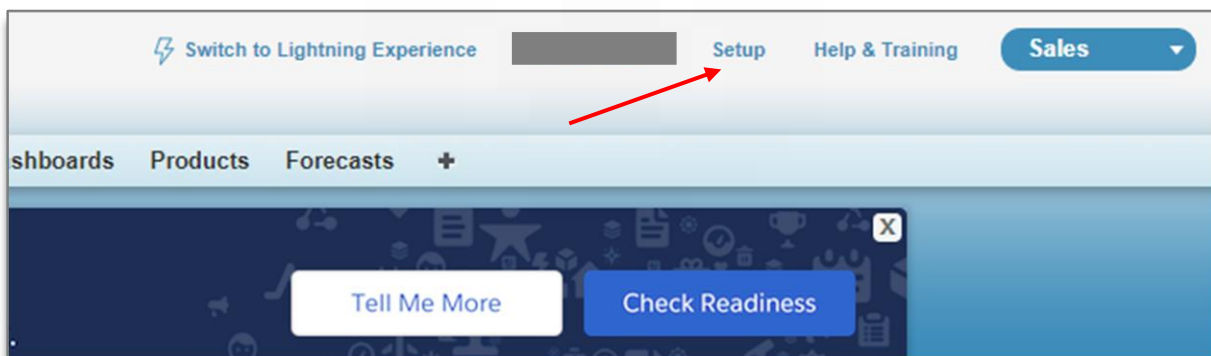 Switch to Lightning Experience Setup Help & Training Sales
shboards Products Forecasts +
X
Tell Me More Check Readiness
.